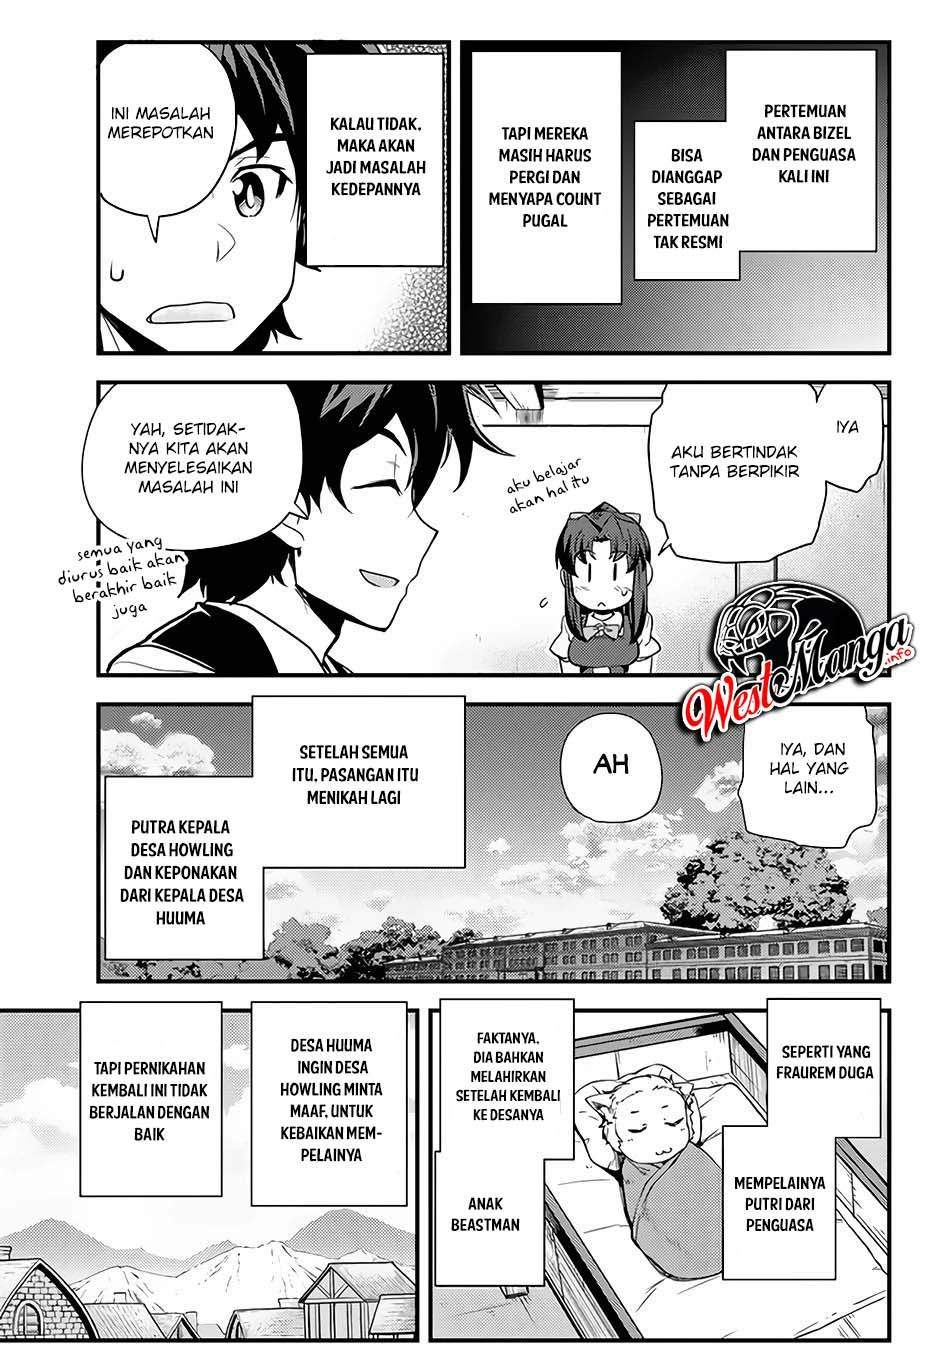 PERTEMUAN
ANTARA BIZEL
DAN PENGUASA
KALI INI
BISA
DIANGGAP
SEBAGAI
PERTEMUAN
TAK RESMI
TAPI MEREKA
MASIH HARUS
PERGI DAN
MENYAPA COUNT
PUGAL
KALAU TIDAK,
MAKA AKAN
JADI MASALAH
KEDEPANNYA
INI MASALAH
MEREPOTKAN
IYA
AKU BERTINDAK
TANPA BERPIKIR
aku belajar
akan hal itu
YAH, SETIDAK-
NYA KITA AKAN
MENYELESAIKAN
MASALAH INI
semua yang
diurus baik akan
berakhir baik
juga
WestManga
.info
IYA, DAN
HAL YANG
LAIN...
AH
SETELAH SEMUA
ITU, PASANGAN ITU
MENIKAH LAGI
PUTRA KEPALA
DESA HOWLING
DAN KEPONAKAN
DARI KEPALA DESA
HUUMA
SEPERTI YANG
FRAUREM DUGA
MEMPELAINYA
PUTRI DARI
PENGUASA
FAKTANYA,
DIA BAHKAN
MELAHIRKAN
SETELAH KEMBALI
KE DESANYA
ANAK
BEASTMAN
DESA HUUMA
INGIN DESA
HOWLING MINTA
MAAF, UNTUK
KEBAIKAN MEM-
PELAINYA
TAPI PERNIKAHAN
KEMBALI INI TIDAK
BERJALAN DENGAN
BAIK